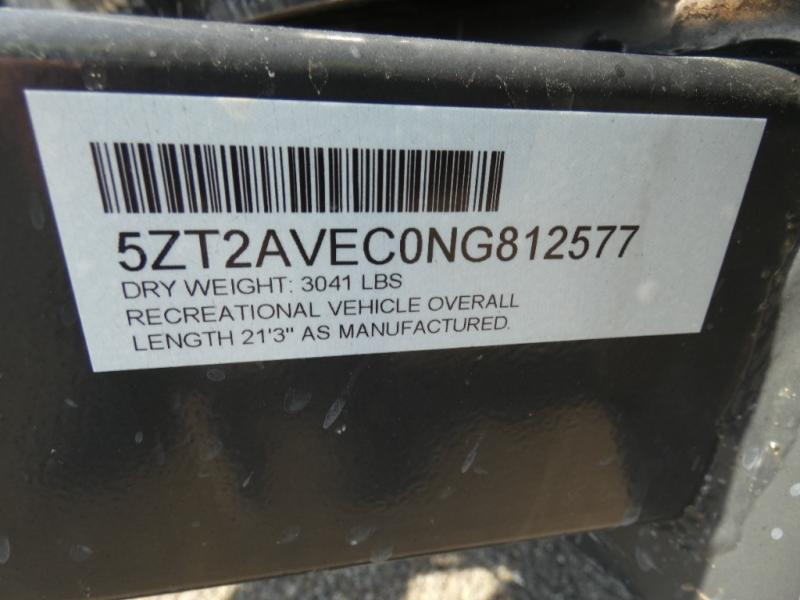 5ZT2AVEC0NG812577
DRY WEIGHT: 3041 LBS
RECREATIONAL VEHICLE OVERALL
LENGTH 21'3" AS MANUFACTURED.